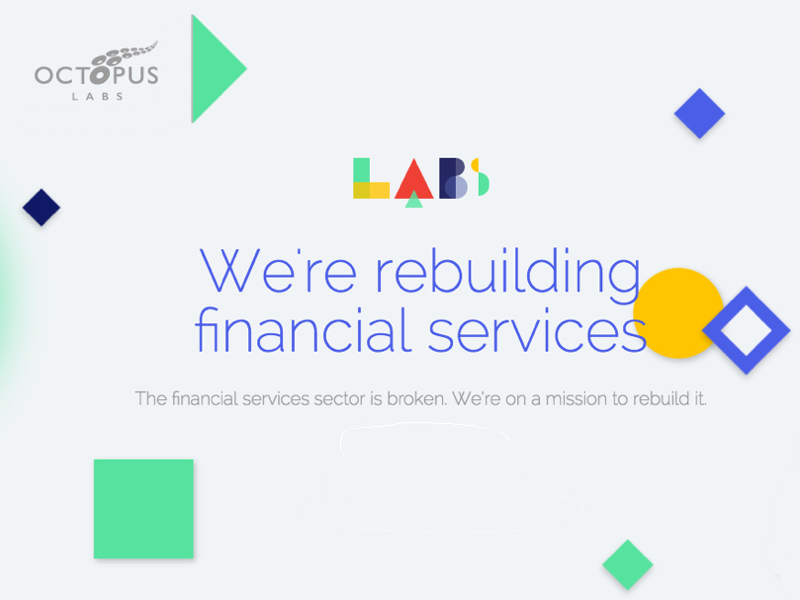 OCTOPUS
LABS
LABS
We're rebuilding
financial services
The financial services sector is broken. We're on a mission to rebuild it.